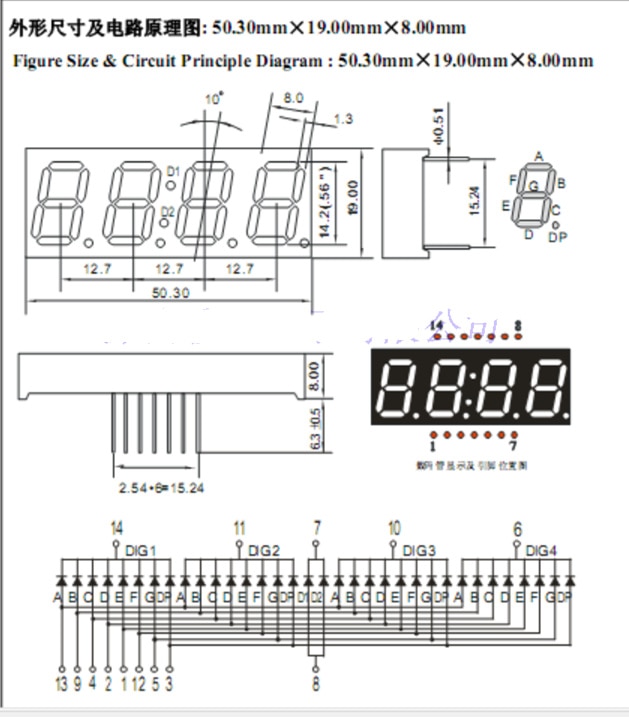 外形尺寸及电路原理图: 50.30mm×19.00mm×8.00mm
Figure Size & Circuit Principle Diagram : 50.30mm×19.00mm×8.00mm
10°
8.0
1.3
D1
D2
14.2(.56")
19.00
12.7 12.7 12.7
50.30
Φ0.51
15.24
A
F B
G
E C
D DP
8.00
6.3 ±0.5
2.54*6=15.24
14 8
1 7
数码管显示及引脚位置图
14 11 7 10 6
DIG1 DIG2 DIG3 DIG4
A B C D E F G DP A B C D E F G DP D1 D2 A B C D E F G DP A B C D E F G DP
13 9 4 2 1 12 5 3 8